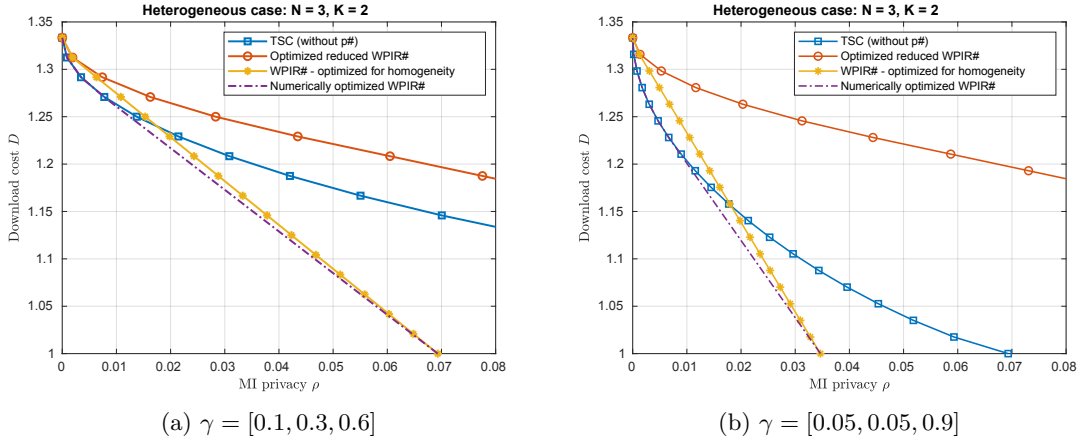 Heterogeneous case: N = 3, K = 2
TSC (without p#)
Optimized reduced WPIR#
WPIR# - optimized for homogeneity
Numerically optimized WPIR#
Download cost D
1.35
1.3
1.25
1.2
1.15
1.1
1.05
1
0 0.01 0.02 0.03 0.04 0.05 0.06 0.07 0.08
MI privacy ρ
(a) γ = [0.1, 0.3, 0.6]
Heterogeneous case: N = 3, K = 2
TSC (without p#)
Optimized reduced WPIR#
WPIR# - optimized for homogeneity
Numerically optimized WPIR#
Download cost D
1.35
1.3
1.25
1.2
1.15
1.1
1.05
1
0 0.01 0.02 0.03 0.04 0.05 0.06 0.07 0.08
MI privacy ρ
(b) γ = [0.05, 0.05, 0.9]